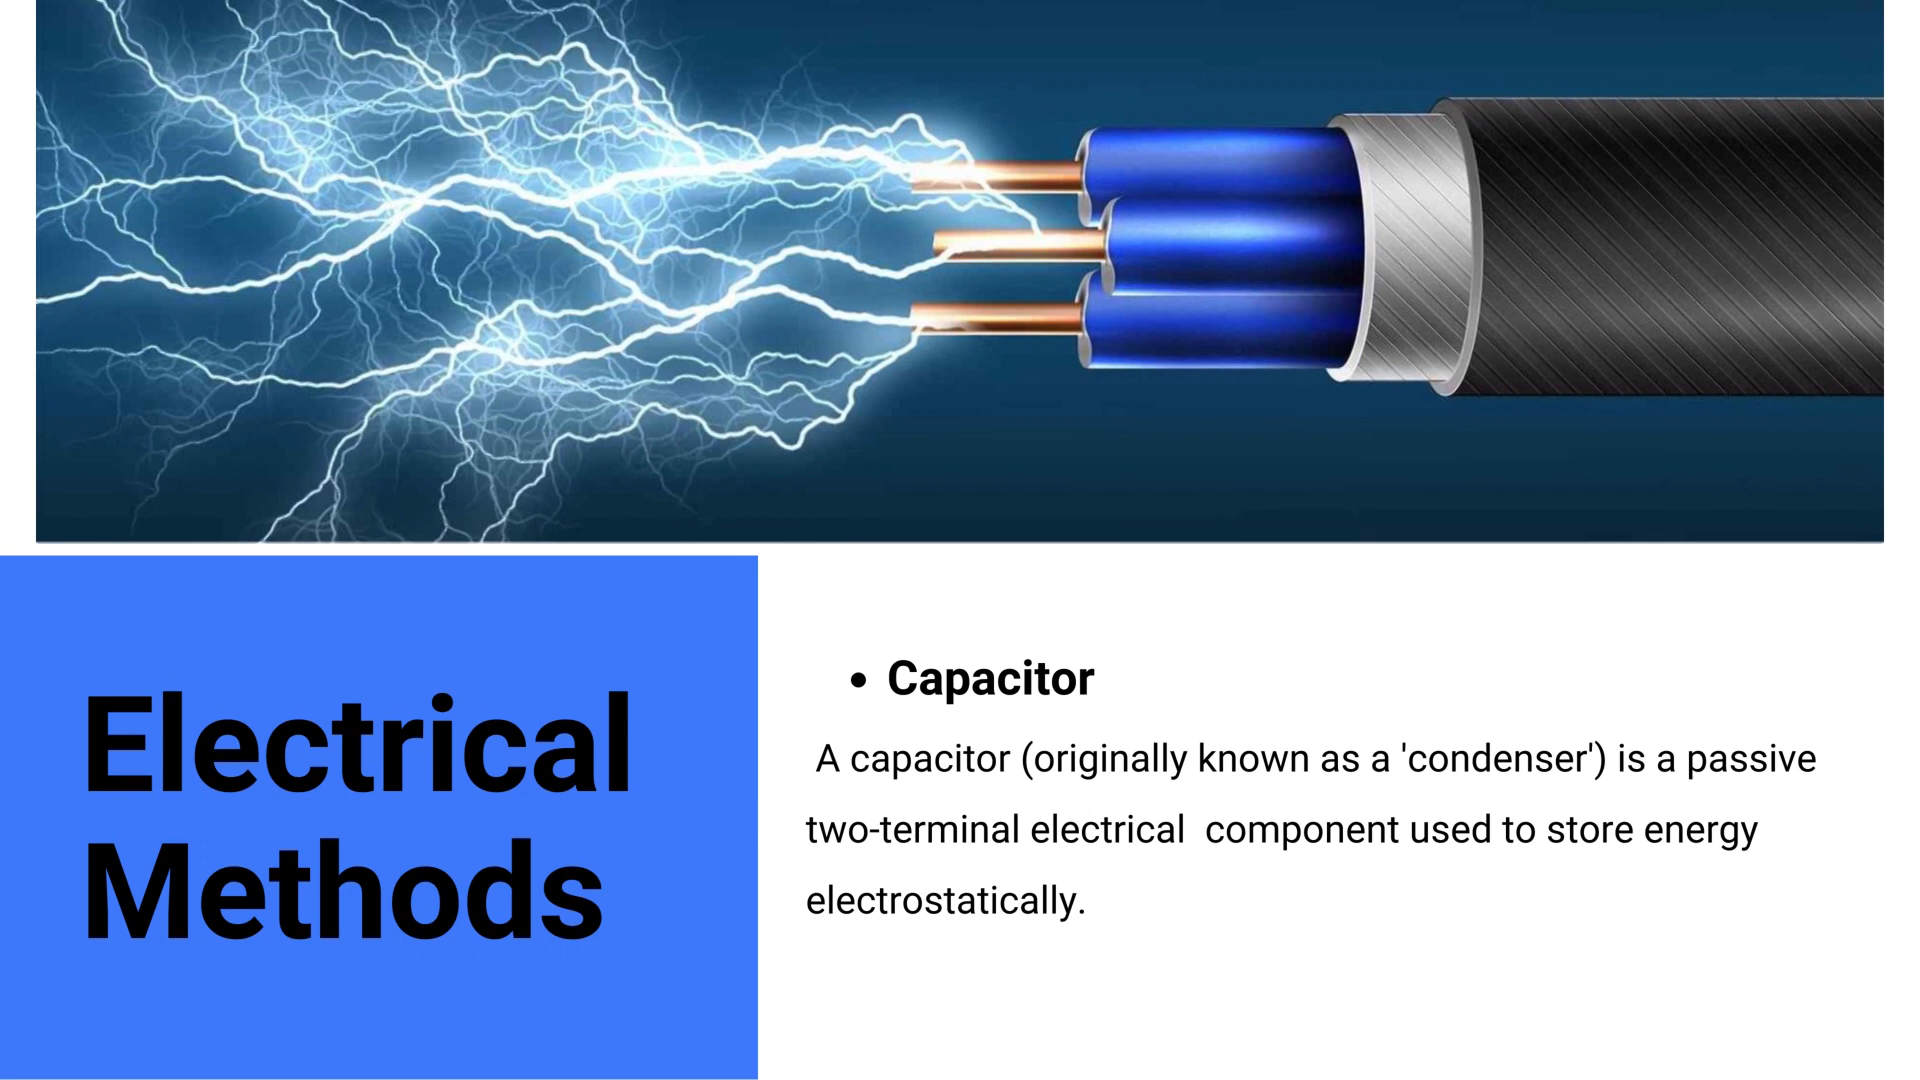 Electrical
Methods
• Capacitor
A capacitor (originally known as a 'condenser') is a passive
two-terminal electrical  component used to store energy
electrostatically.